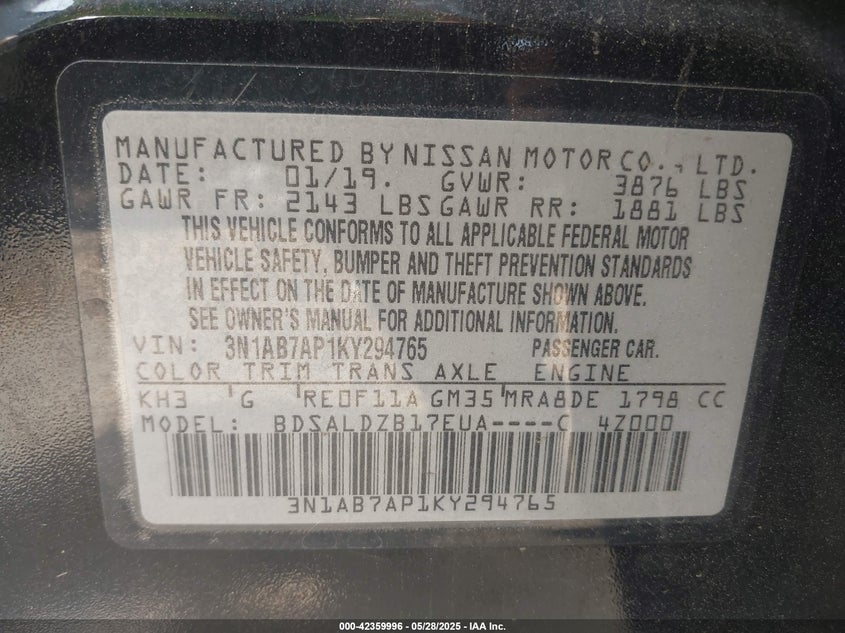 MANUFACTURED BY NISSAN MOTOR CO., LTD.
DATE: 01/19. GVWR: 3876 LBS
GAWR FR: 2143 LBS GAWR RR: 1881 LBS
THIS VEHICLE CONFORMS TO ALL APPLICABLE FEDERAL MOTOR
VEHICLE SAFETY, BUMPER AND THEFT PREVENTION STANDARDS
IN EFFECT ON THE DATE OF MANUFACTURE SHOWN ABOVE.
SEE OWNER'S MANUAL FOR ADDITIONAL INFORMATION.
VIN: 3N1AB7AP1KY294765 PASSENGER CAR.
COLOR TRIM TRANS AXLE ENGINE
KH3 G RE0F11A GM35 MRA8DE 1798 CC
MODEL: BDSALDZB17EUA----C 4Z000
3N1AB7AP1KY294765
000-42359996 - 05/28/2025 - IAA Inc.